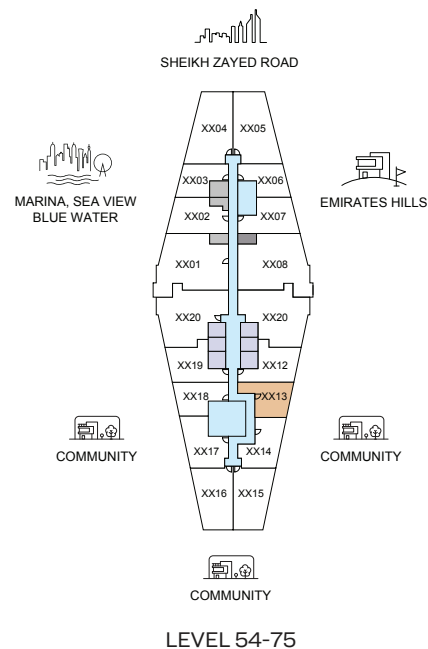 SHEIKH ZAYED ROAD
XX04
XX05
XX03
XX06
MARINA, SEA VIEW
BLUE WATER
EMIRATES HILLS
XX02
XX07
XX01
XX08
XX20
XX20
XX19
XX12
XX18
XX13
COMMUNITY
COMMUNITY
XX17
XX14
XX16
XX15
COMMUNITY
LEVEL 54-75